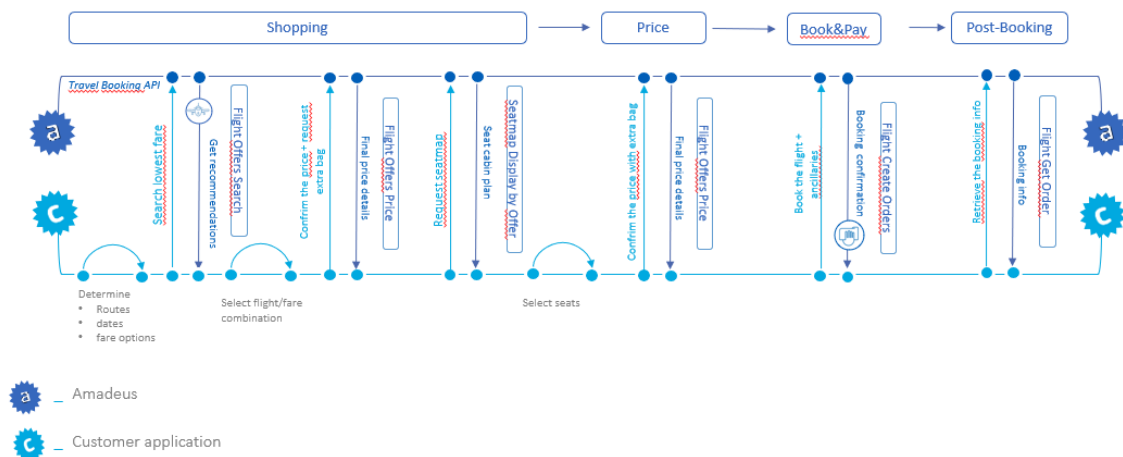 Shopping
Price
Book&Pay
Post-Booking
Travel Booking API
a
a
C
C
Search lowest fare
Get recommendations
Flight Offers Search
Confirm the price + request
extra bag
Final price details
Flight Offers Price
Request seatmap
Seat cabin plan
Seatmap Display by Offer
Confirm the price with extra bag
Final price details
Flight Offers Price
Book the flight +
ancillaries
Booking confirmation
Flight Create Orders
Retrieve the booking info
Booking info
Flight Get Order
Determine
• Routes
• dates
• fare options
Select flight/fare
combination
Select seats
a _ Amadeus
C _ Customer application